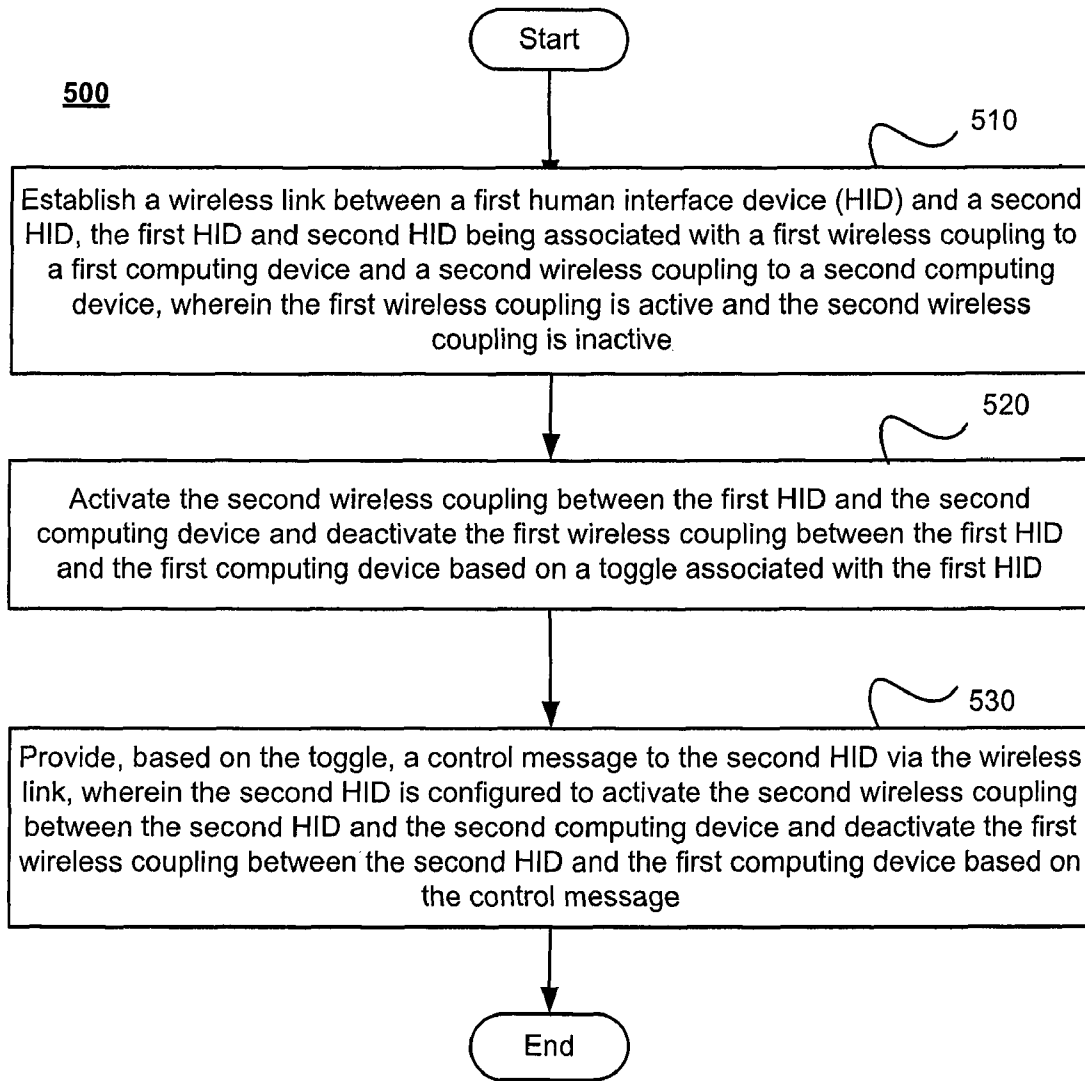 Start
500
510
Establish a wireless link between a first human interface device (HID) and a second
HID, the first HID and second HID being associated with a first wireless coupling to
a first computing device and a second wireless coupling to a second computing
device, wherein the first wireless coupling is active and the second wireless
coupling is inactive
520
Activate the second wireless coupling between the first HID and the second
computing device and deactivate the first wireless coupling between the first HID
and the first computing device based on a toggle associated with the first HID
530
Provide, based on the toggle, a control message to the second HID via the wireless
link, wherein the second HID is configured to activate the second wireless coupling
between the second HID and the second computing device and deactivate the first
wireless coupling between the second HID and the first computing device based on
the control message
End